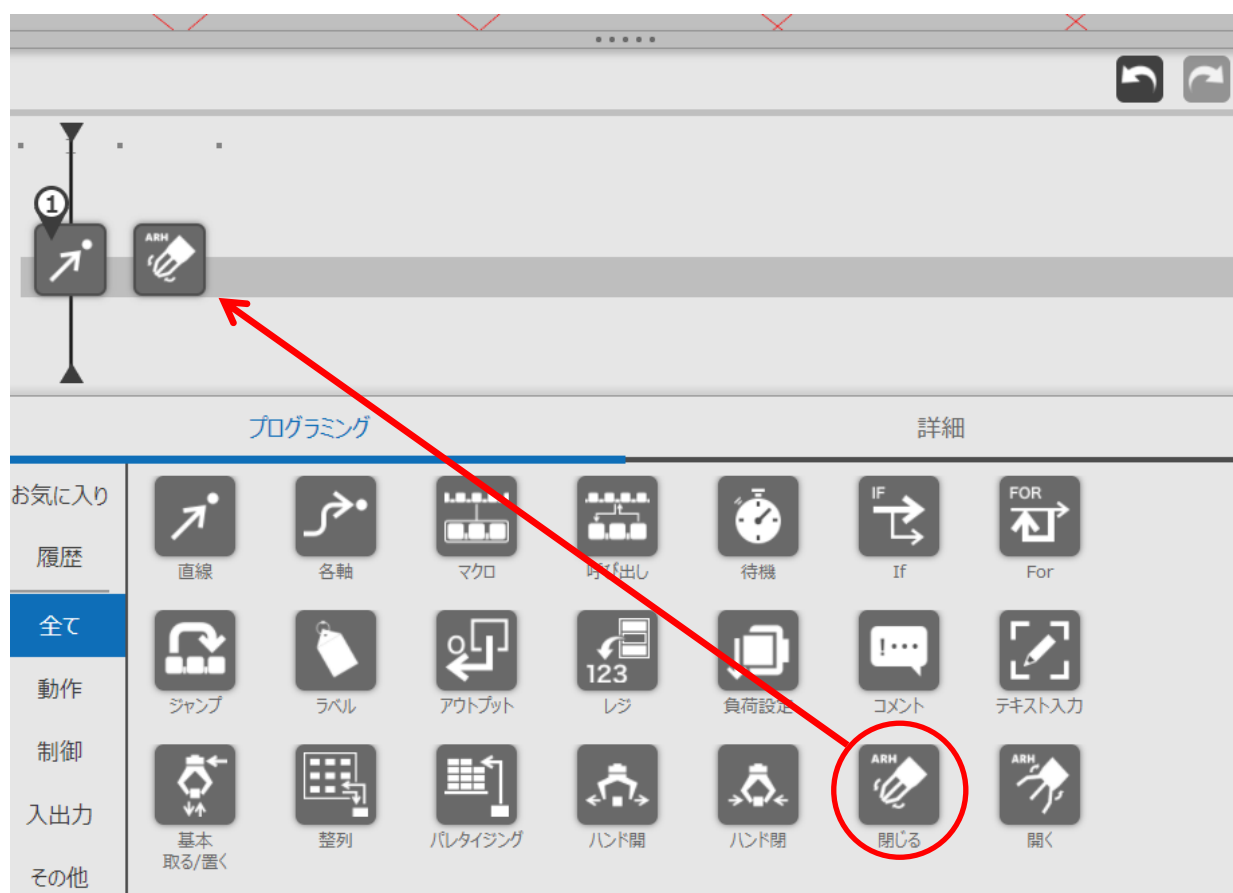 1
ARH
プログラミング
詳細
お気に入り
履歴
全て
動作
制御
入出力
その他
IF
FOR
直線
各軸
マクロ
呼び出し
待機
If
For
123
!
ジャンプ
ラベル
アウトプット
レジ
負荷設定
コメント
テキスト入力
ARH
ARH
基本
取る/置く
整列
パレタイジング
ハンド開
ハンド閉
閉じる
開く